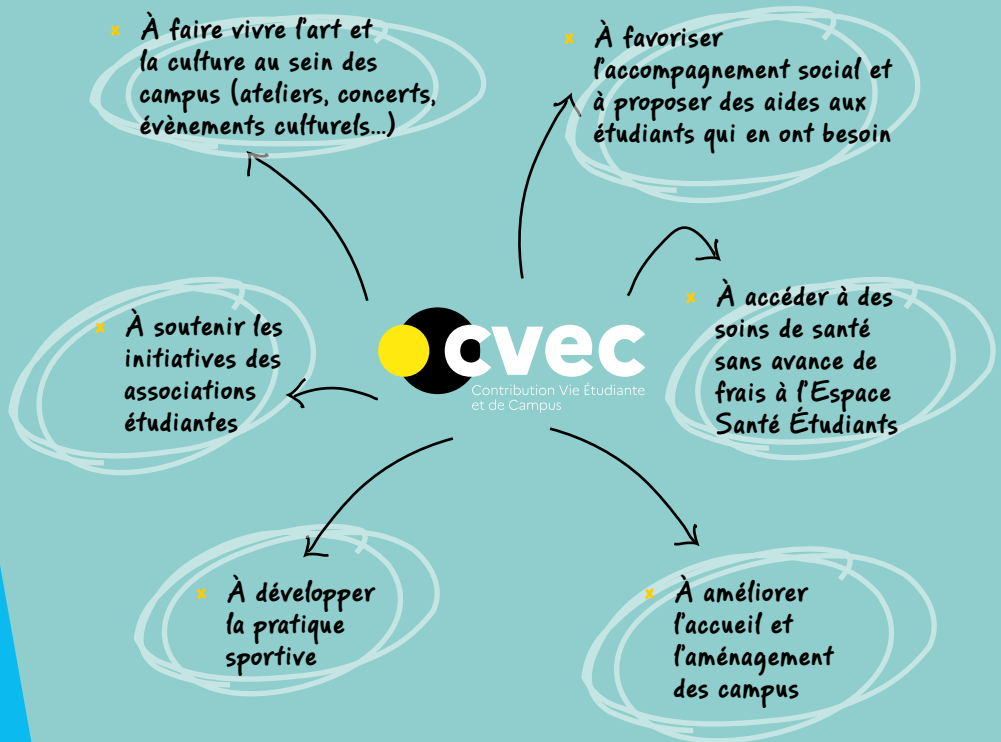 À faire vivre l'art et
la culture au sein des
campus (ateliers, concerts,
évènements culturels...)
À favoriser
l'accompagnement social et
à proposer des aides aux
étudiants qui en ont besoin
À soutenir les
initiatives des
associations
étudiantes
cvec
Contribution Vie Étudiante
et de Campus
À accéder à des
soins de santé
sans avance de
frais à l'Espace
Santé Étudiants
À développer
la pratique
sportive
À améliorer
l'accueil et
l'aménagement
des campus